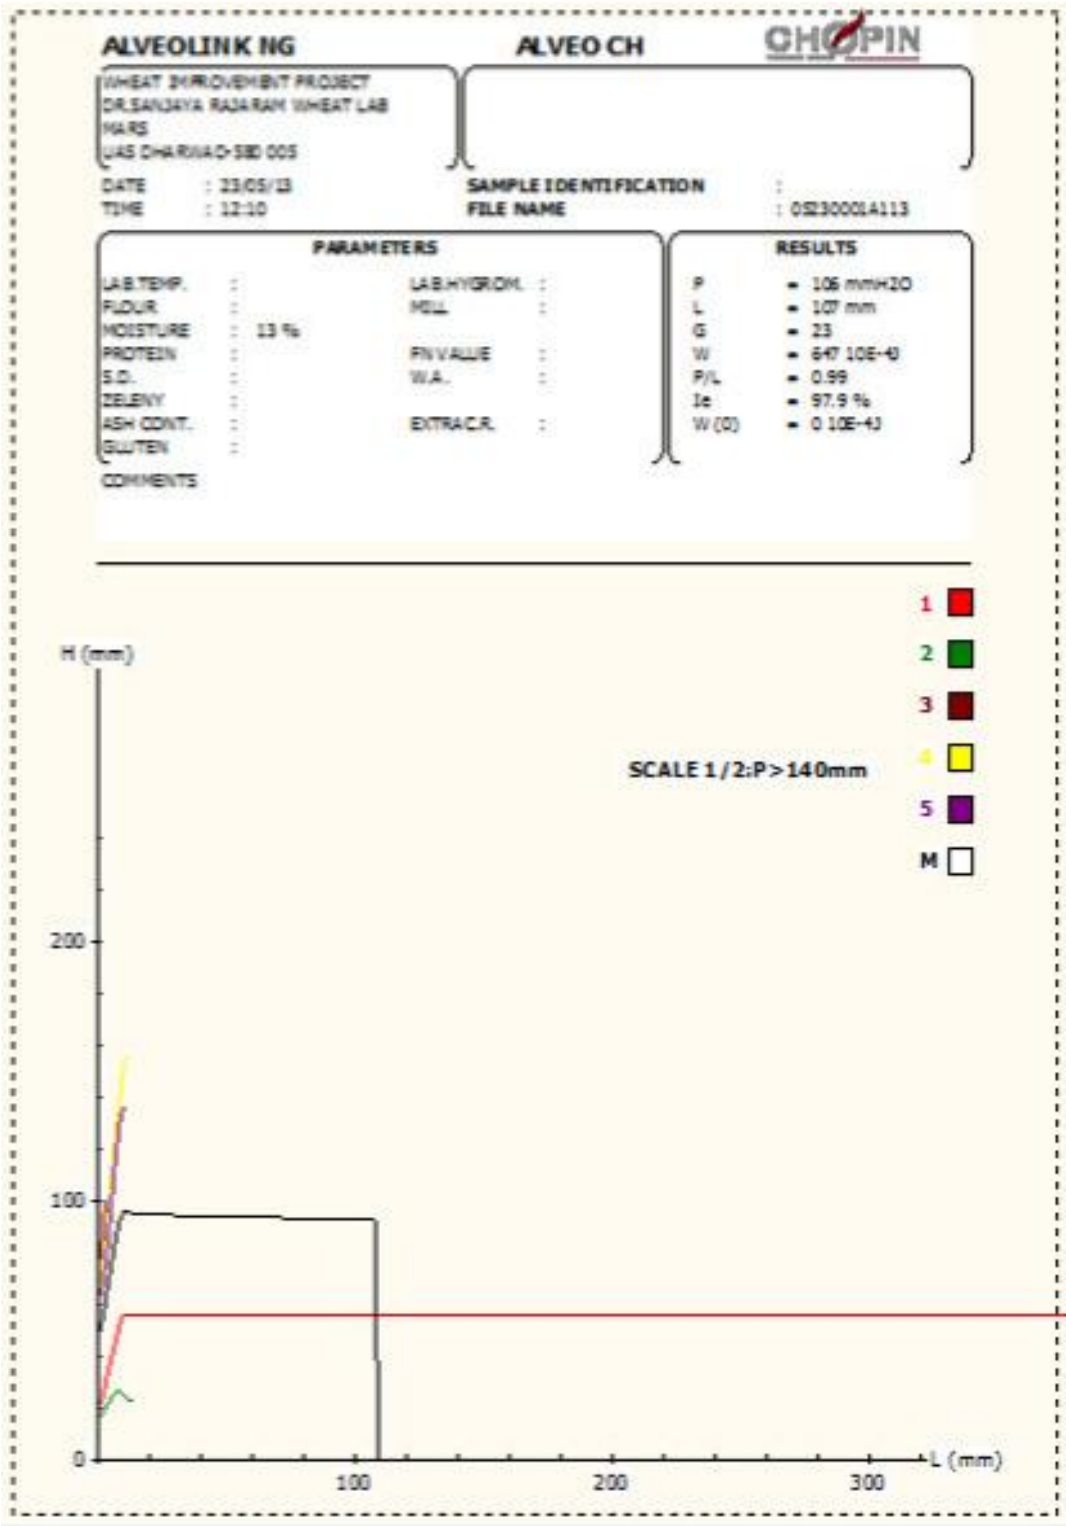 ALVEOLINK NG
ALVEO CH
CHOPIN
WHEAT IMPROVEMENT PROJECT
DR.SANJAYA RAJARAM WHEAT LAB
MARS
UAS DHARWAD-580 005
DATE : 23/05/13
TIME : 12:10
SAMPLE IDENTIFICATION :
FILE NAME : 05230001A113
PARAMETERS
LAB.TEMP. : LAB.HYGROM. :
FLOUR : MILL :
MOISTURE : 13 %
PROTEIN : FN VALUE :
S.D. : W.A. :
ZELENY :
ASH CONT. : EXTRAC.R. :
GLUTEN :
RESULTS
P = 106 mmH2O
L = 107 mm
G = 23
W = 647 10E-4J
P/L = 0.99
Ie = 97.9 %
W (0) = 0 10E-4J
COMMENTS
1
2
3
4
5
M
SCALE 1/2:P>140mm
H (mm)
200
100
0
100 200 300
L (mm)